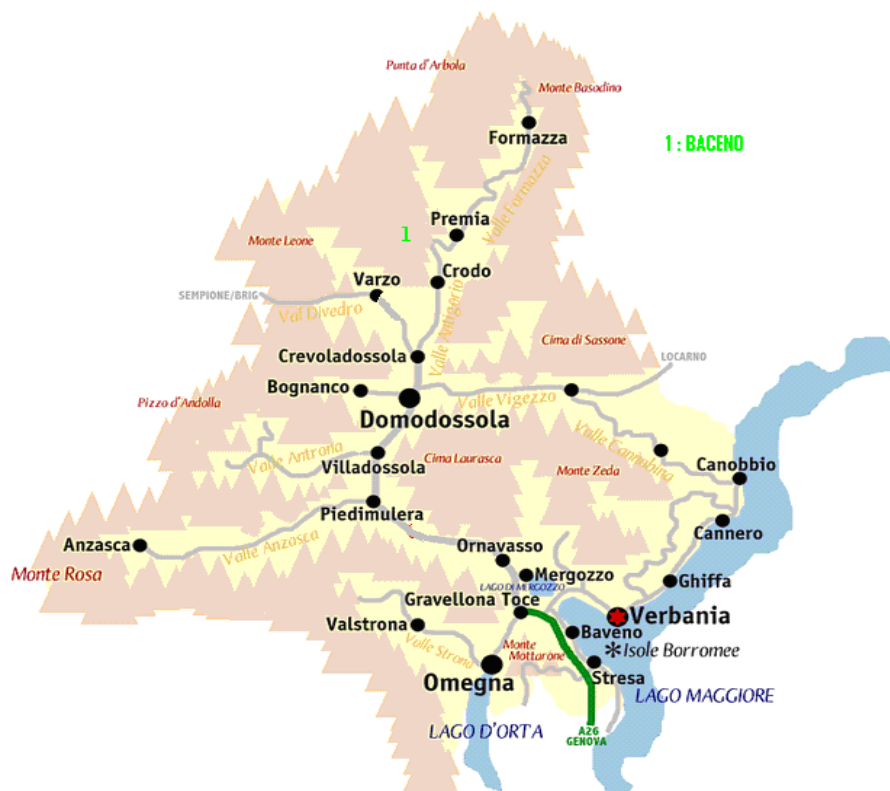 Punta d'Arbola
Monte Basodino
Formazza
1 : BACENO
Valle Formazza
Premia
1
Monte Leone
Crodo
Varzo
SEMPIONE/BRIG
Val Divedro
Valle Antigorio
Cima di Sassone
LOCARNO
Crevoladossola
Bognanco
Valle Vigezzo
Pizzo d'Andolla
Domodossola
Valle Cannobina
Valle Antrona
Villadossola
Cima Laurasca
Monte Zeda
Canobbio
Piedimulera
Cannero
Anzasca
Valle Anzasca
Ornavasso
Monte Rosa
Mergozzo
LAGO DI MERGOZZO
Ghiffa
Gravellona Toce
Verbania
Valstrona
Baveno
Valle Strona
Monte
Mottarone
*Isole Borromee
Stresa
Omegna
LAGO MAGGIORE
LAGO D'ORTA
A26
GENOVA